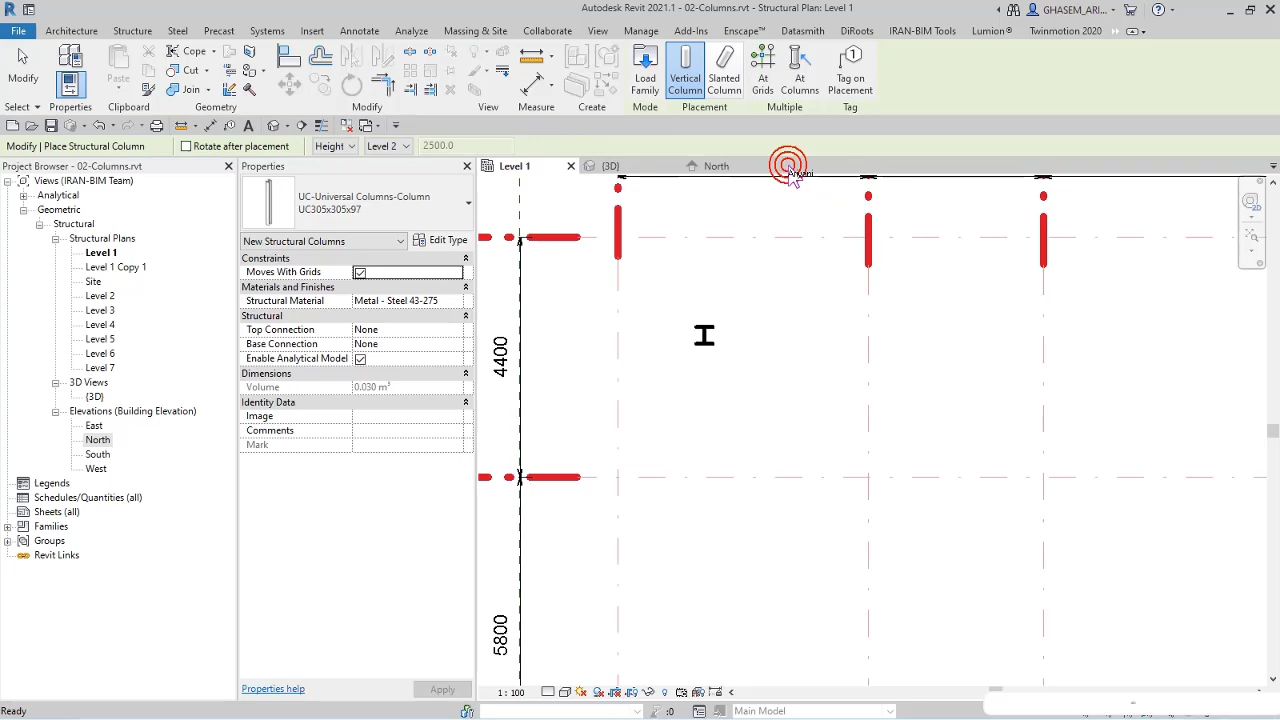 Autodesk Revit 2021.1 - 02-Columns.rvt - Structural Plan: Level 1
GHASEM_ARI...
File Architecture Structure Steel Precast Systems Insert Annotate Analyze Massing & Site Collaborate View Manage Add-Ins Enscape™ Datasmith DiRoots IRAN-BIM Tools Lumion® Twinmotion 2020
Modify
Properties
Paste
Cope
Cut
Join
Load Family
Vertical Column
Slanted Column
At Grids
At Columns
Tag on Placement
Select Properties Clipboard Geometry Modify View Measure Create Mode Placement Multiple Tag
Modify | Place Structural Column Rotate after placement Height Level 2 2500.0
Project Browser - 02-Columns.rvt
Views (IRAN-BIM Team)
Analytical
Geometric
Structural
Structural Plans
Level 1
Level 1 Copy 1
Site
Level 2
Level 3
Level 4
Level 5
Level 6
Level 7
3D Views
{3D}
Elevations (Building Elevation)
East
North
South
West
Legends
Schedules/Quantities (all)
Sheets (all)
Families
Groups
Revit Links
Properties
UC-Universal Columns-Column
UC305x305x97
New Structural Columns Edit Type
Constraints
Moves With Grids
Materials and Finishes
Structural Material Metal - Steel 43-275
Structural
Top Connection None
Base Connection None
Enable Analytical Model
Dimensions
Volume 0.030 m³
Identity Data
Image
Comments
Mark
Properties help Apply
Level 1 {3D} North
4400
5800
2D
1 : 100
Ready
:0
Main Model